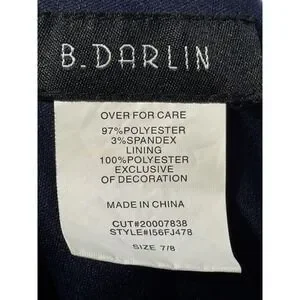 B.DARLIN
OVER FOR CARE
97%POLYESTER
3%SPANDEX
LINING
100%POLYESTER
EXCLUSIVE
OF DECORATION
MADE IN CHINA
CUT#20007838
STYLE#I56FJ478
SIZE 7/8